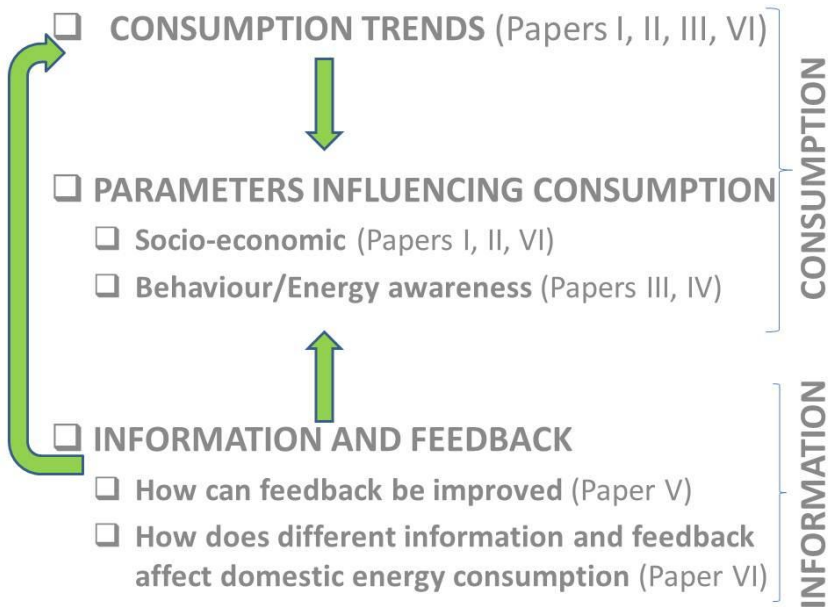 CONSUMPTION TRENDS (Papers I, II, III, VI)
PARAMETERS INFLUENCING CONSUMPTION
Socio-economic (Papers I, II, VI)
Behaviour/Energy awareness (Papers III, IV)
CONSUMPTION
INFORMATION AND FEEDBACK
How can feedback be improved (Paper V)
How does different information and feedback
affect domestic energy consumption (Paper VI)
INFORMATION